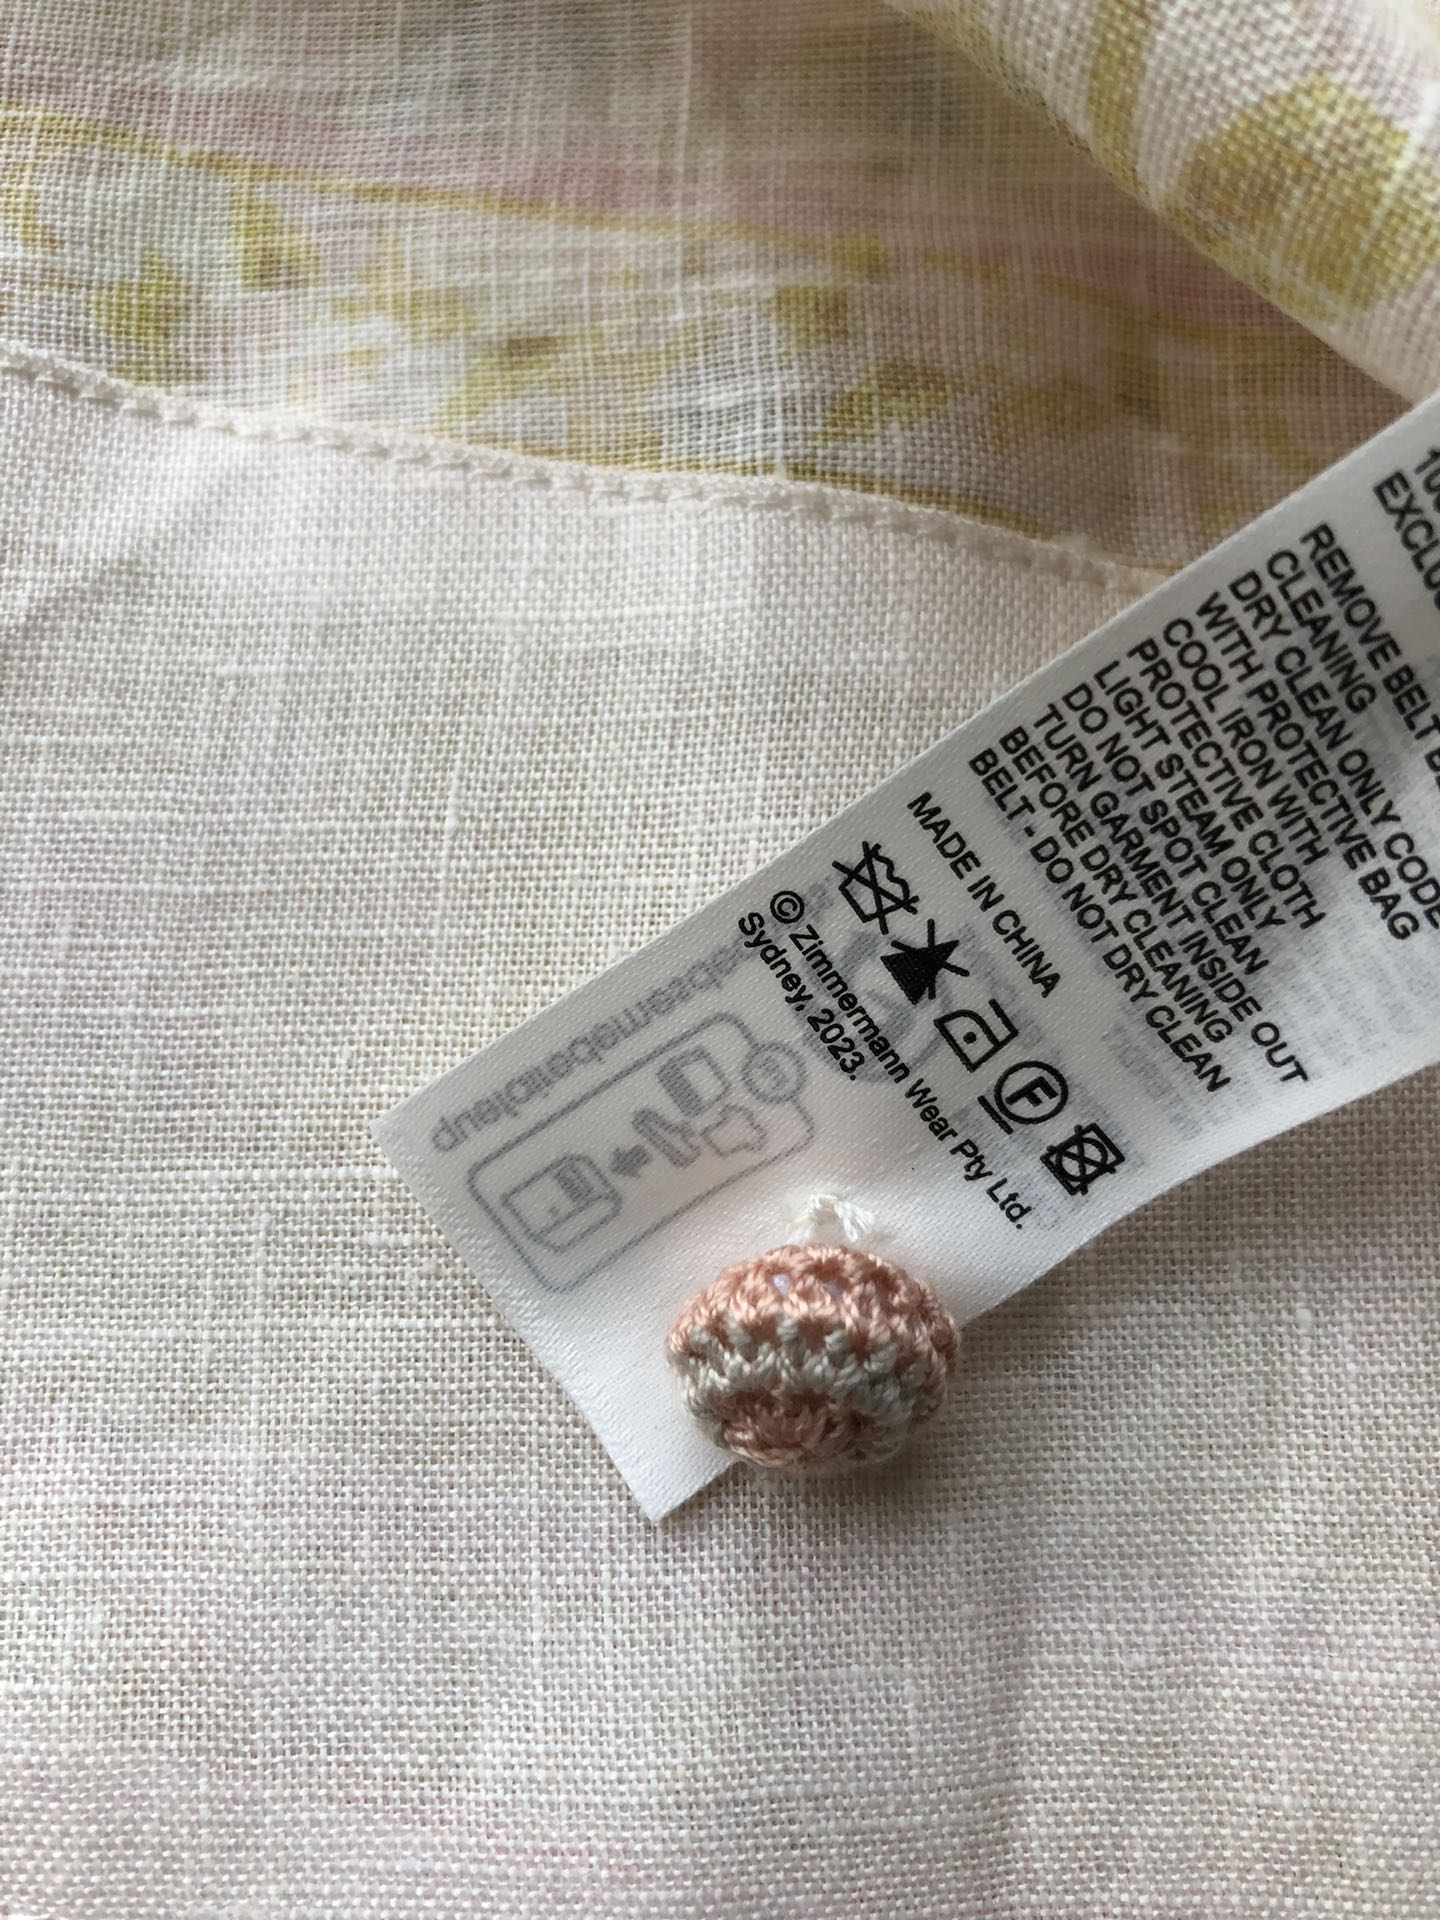 REMOVE BELT
CLEANING
DRY CLEAN ONLY CODE
WITH PROTECTIVE BAG
COOL IRON WITH
PROTECTIVE CLOTH
LIGHT STEAM ONLY
DO NOT SPOT CLEAN
TURN GARMENT INSIDE OUT
BEFORE DRY CLEANING
BELT - DO NOT DRY CLEAN
MADE IN CHINA
F
© Zimmermann Wear Pty Ltd.
Sydney, 2023.